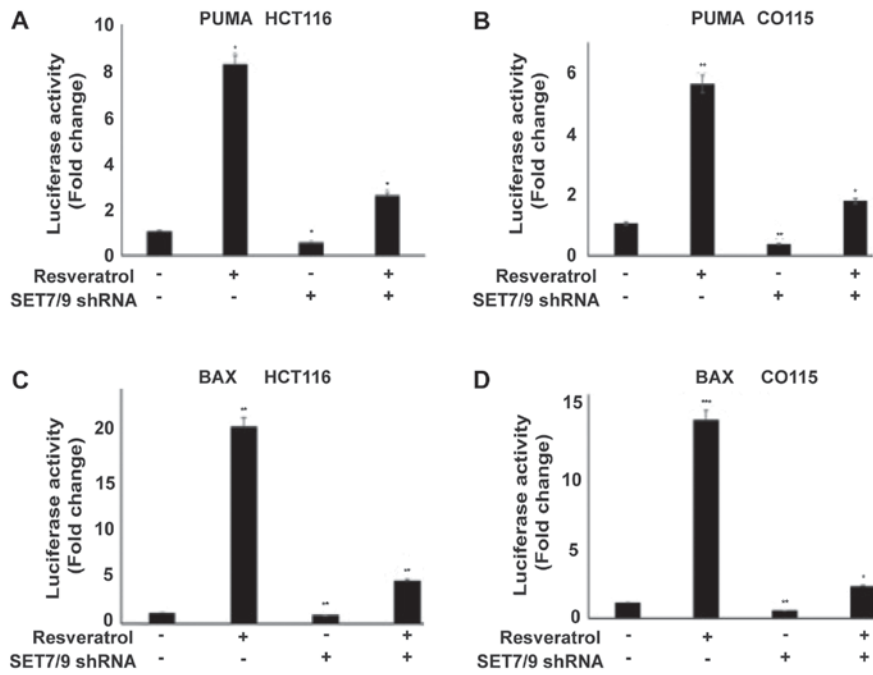 A
PUMA HCT116
Luciferase activity
(Fold change)
10
8
6
4
2
0
*
*
*
Resveratrol - + - +
SET7/9 shRNA - - + +
B
PUMA CO115
Luciferase activity
(Fold change)
6
4
2
0
**
**
*
Resveratrol - + - +
SET7/9 shRNA - - + +
C
BAX HCT116
Luciferase activity
(Fold change)
20
15
10
5
0
**
**
**
Resveratrol - + - +
SET7/9 shRNA - - + +
D
BAX CO115
Luciferase activity
(Fold change)
15
10
5
0
***
**
*
Resveratrol - + - +
SET7/9 shRNA - - + +